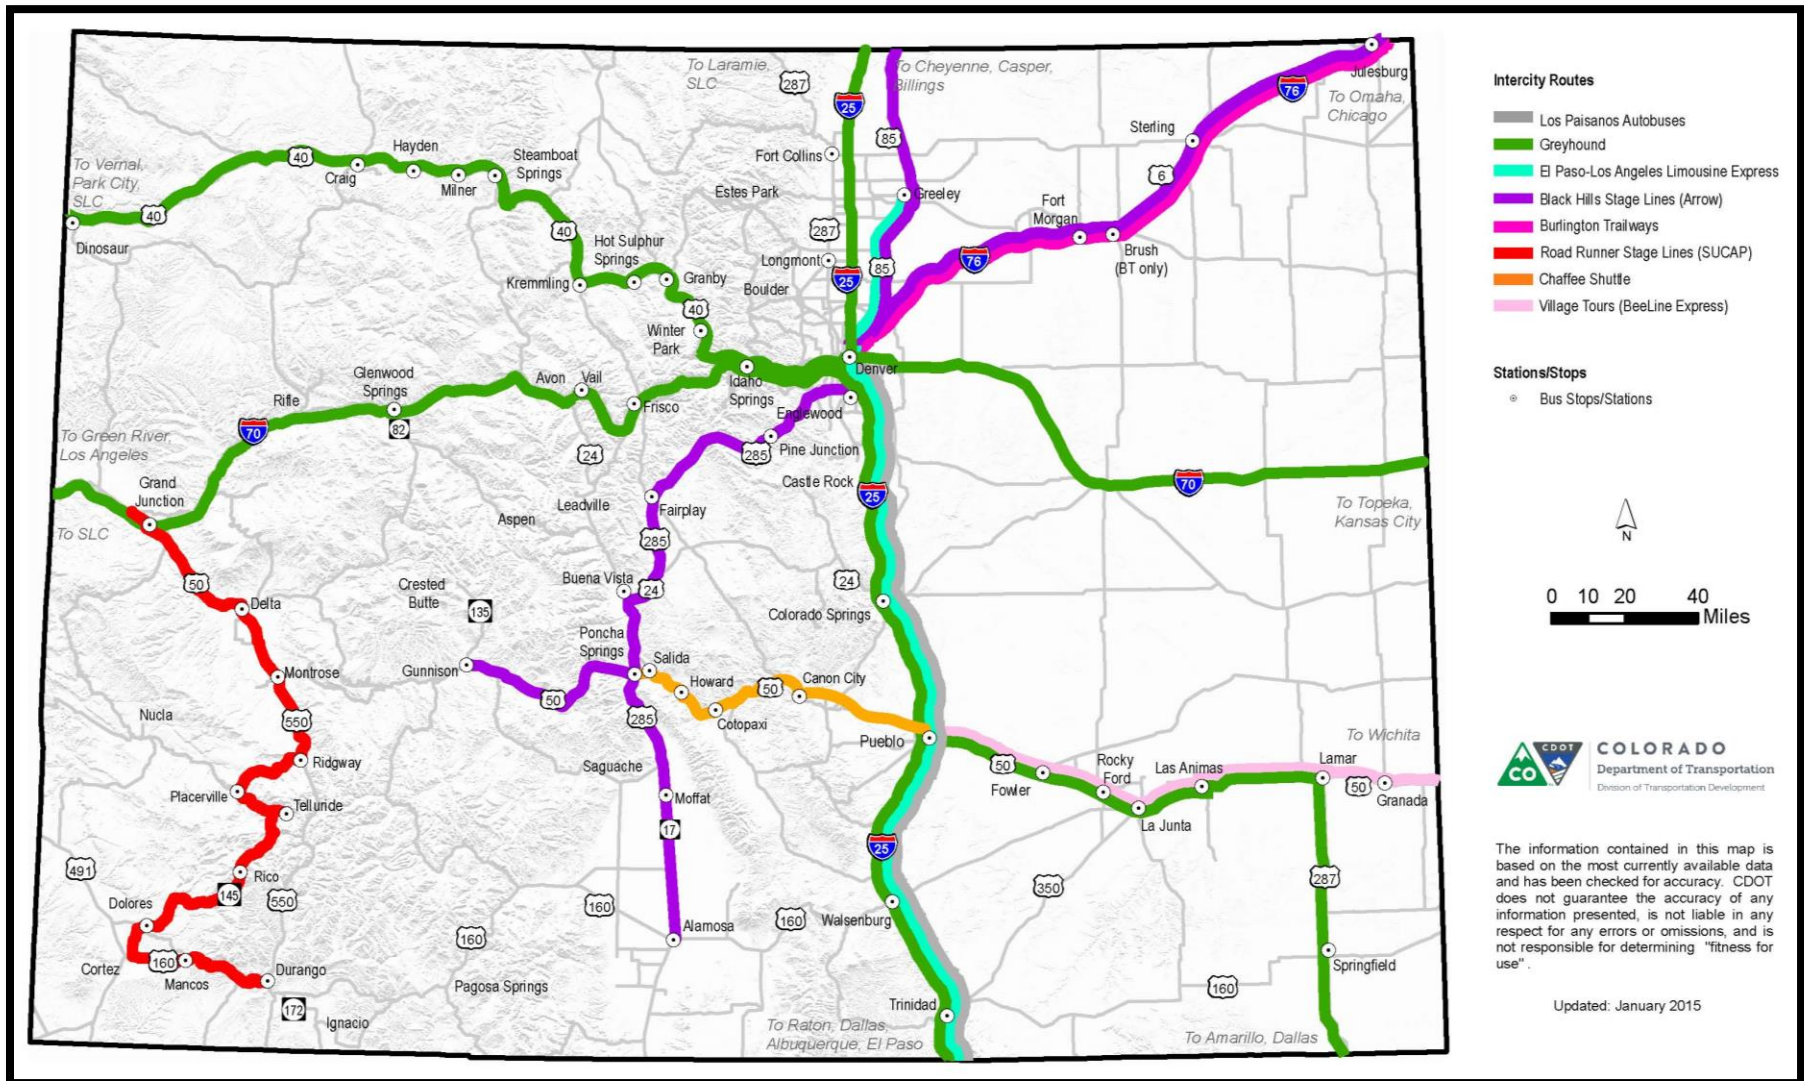 To Laramie,
SLC
287
25
To Cheyenne, Casper,
Billings
76
Julesburg
To Omaha,
Chicago
85
Sterling
6
Fort Collins
Estes Park
Greeley
Hayden
40
Craig
Milner
Steamboat
Springs
To Vernal,
Park City,
SLC
40
Dinosaur
40
Fort
Morgan
Brush
(BT only)
76
287
Longmont
25
85
Boulder
Hot Sulphur
Springs
Kremmling
Granby
40
Winter
Park
Denver
Idaho
Springs
Glenwood
Springs
Avon
Vail
Frisco
Rifle
70
82
Englewood
285
Pine Junction
24
Castle Rock
25
70
To Topeka,
Kansas City
To Green River,
Los Angeles
Grand
Junction
To SLC
Leadville
Aspen
Fairplay
285
50
Delta
Crested
Butte
135
Buena Vista
24
24
Colorado Springs
Poncha
Springs
Salida
Gunnison
50
Howard
50
Canon City
Cotopaxi
285
Montrose
Nucla
550
Ridgway
Placerville
Telluride
Saguache
Moffat
17
Pueblo
50
Fowler
Rocky
Ford
La Junta
Las Animas
Lamar
To Wichita
50
Granada
25
287
350
491
Rico
145
550
Dolores
160
Cortez
Mancos
Durango
172
Ignacio
160
Pagosa Springs
160
Alamosa
160
Walsenburg
Trinidad
160
Springfield
To Raton, Dallas,
Albuquerque, El Paso
To Amarillo, Dallas
Intercity Routes
Los Paisanos Autobuses
Greyhound
El Paso-Los Angeles Limousine Express
Black Hills Stage Lines (Arrow)
Burlington Trailways
Road Runner Stage Lines (SUCAP)
Chaffee Shuttle
Village Tours (BeeLine Express)
Stations/Stops
Bus Stops/Stations
N
0 10 20 40
Miles
CO
CDOT
COLORADO
Department of Transportation
Division of Transportation Development
The information contained in this map is
based on the most currently available data
and has been checked for accuracy. CDOT
does not guarantee the accuracy of any
information presented, is not liable in any
respect for any errors or omissions, and is
not responsible for determining "fitness for
use" .
Updated: January 2015